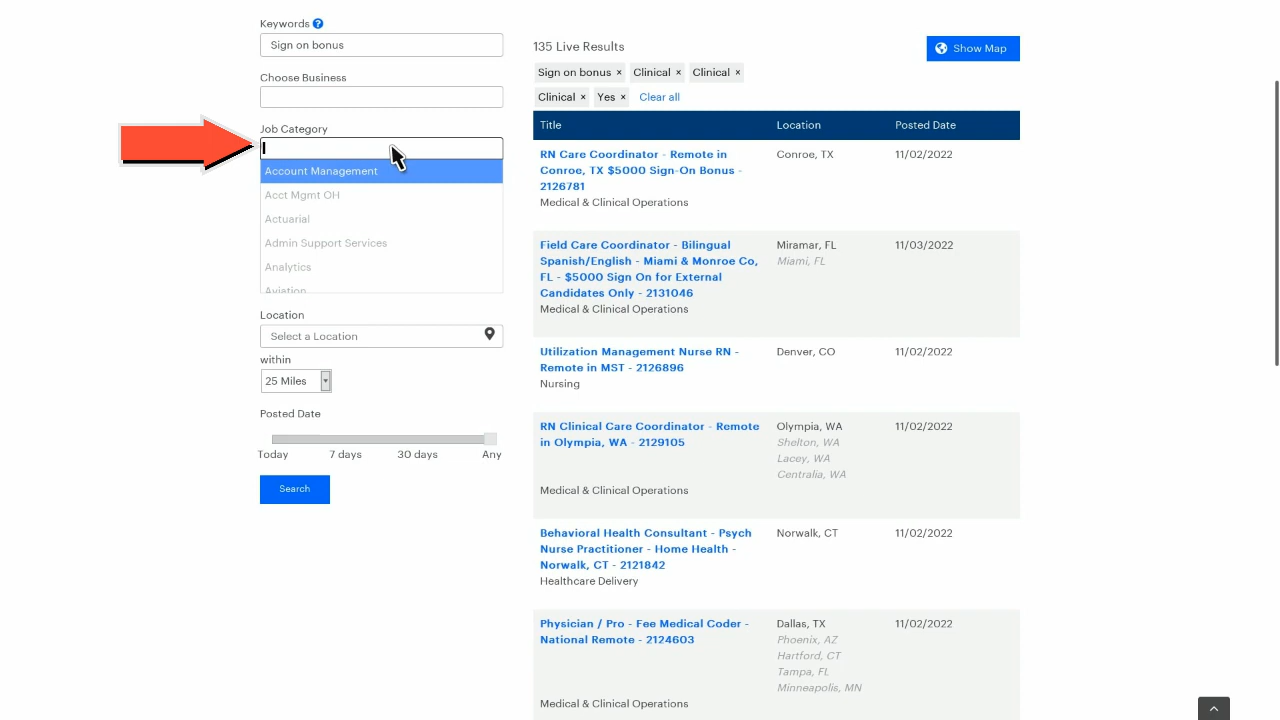 Keywords ?
Sign on bonus
Choose Business
Job Category
Account Management
Acct Mgmt OH
Actuarial
Admin Support Services
Analytics
Aviation
Location
Select a Location
within
25 Miles
Posted Date
Today 7 days 30 days Any
Search
135 Live Results
Show Map
Sign on bonus × Clinical × Clinical ×
Clinical × Yes × Clear all
Title Location Posted Date
RN Care Coordinator - Remote in Conroe, TX 11/02/2022
Conroe, TX $5000 Sign-On Bonus -
2126781
Medical & Clinical Operations
Field Care Coordinator - Bilingual Miramar, FL 11/03/2022
Spanish/English - Miami & Monroe Co, Miami, FL
FL - $5000 Sign On for External
Candidates Only - 2131046
Medical & Clinical Operations
Utilization Management Nurse RN - Denver, CO 11/02/2022
Remote in MST - 2126896
Nursing
RN Clinical Care Coordinator - Remote Olympia, WA 11/02/2022
in Olympia, WA - 2129105 Shelton, WA
Lacey, WA
Centralia, WA
Medical & Clinical Operations
Behavioral Health Consultant - Psych Norwalk, CT 11/02/2022
Nurse Practitioner - Home Health -
Norwalk, CT - 2121842
Healthcare Delivery
Physician / Pro - Fee Medical Coder - Dallas, TX 11/02/2022
National Remote - 2124603 Phoenix, AZ
Hartford, CT
Tampa, FL
Minneapolis, MN
Medical & Clinical Operations